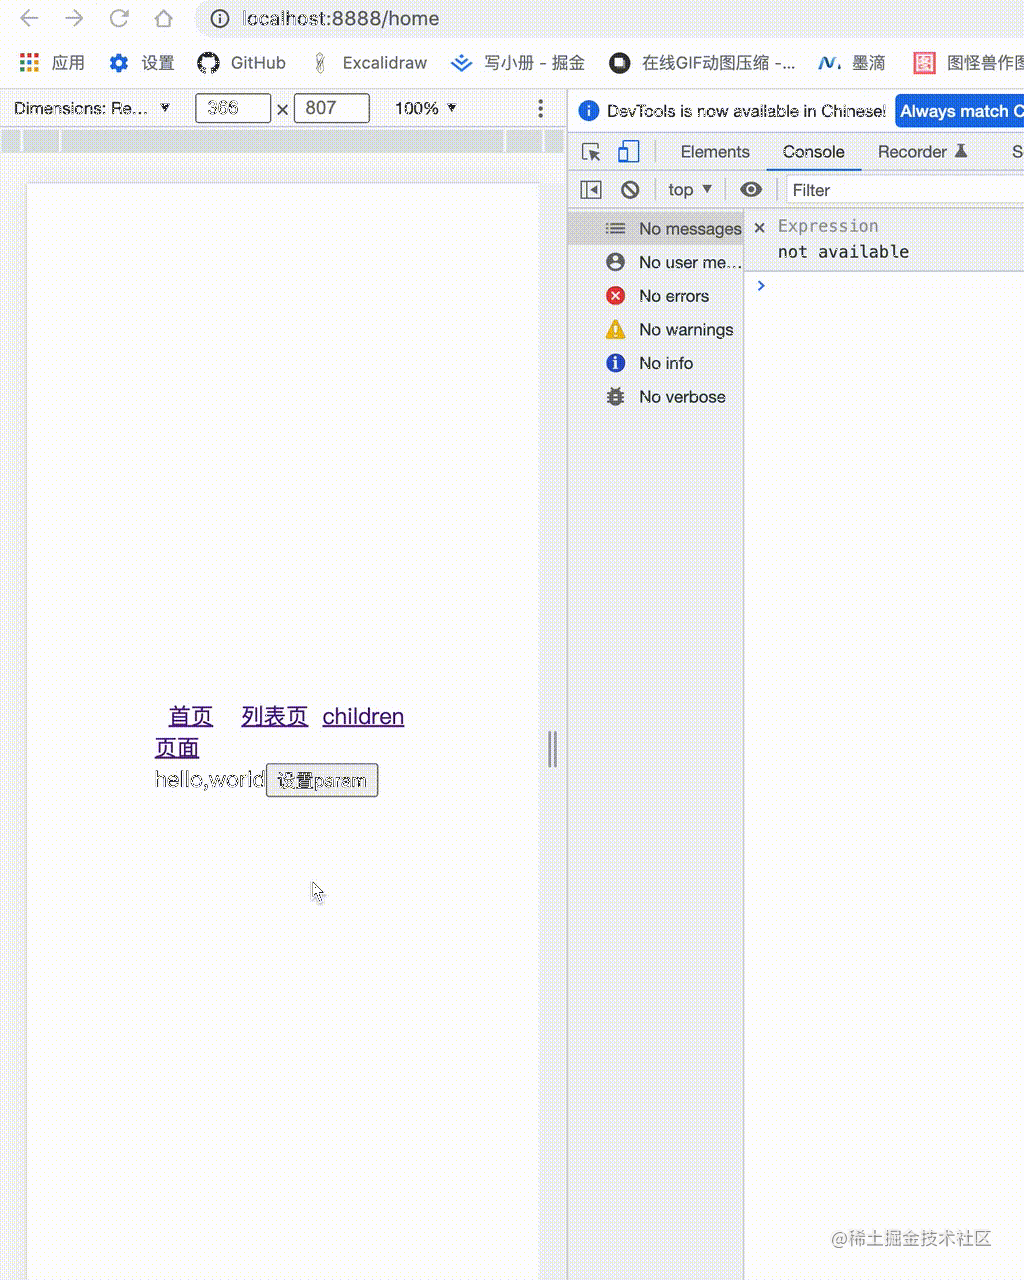 localhost:8888/home
应用 设置 GitHub Excalidraw 写小册 - 掘金 在线GIF动图压缩 -... 墨滴 图怪兽作图
Dimensions: Re... 366 × 807 100%
DevTools is now available in Chinese! Always match C
Elements Console Recorder S
top Filter
No messages
No user me...
No errors
No warnings
No info
No verbose
Expression
not available
首页 列表页 children
页面
hello,world 设置param
@稀土掘金技术社区